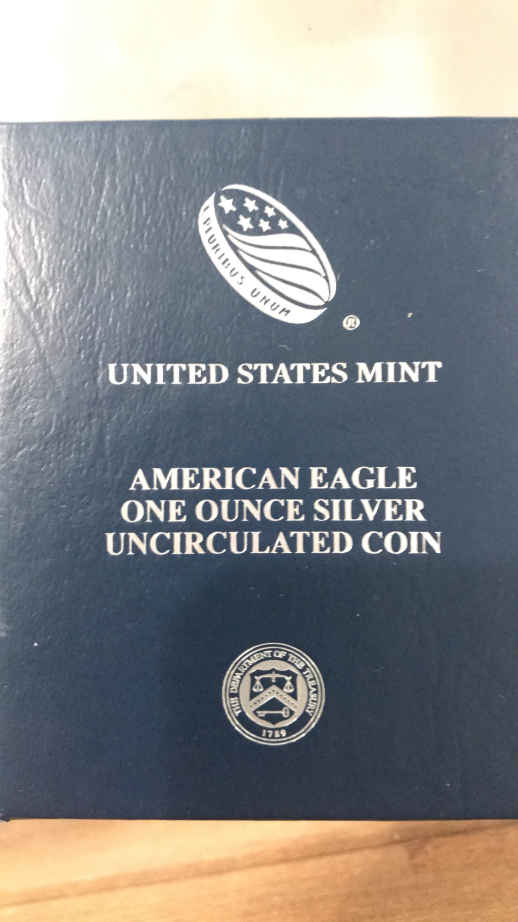 E PLURIBUS UNUM
®
UNITED STATES MINT
AMERICAN EAGLE
ONE OUNCE SILVER
UNCIRCULATED COIN
THE DEPARTMENT OF THE TREASURY
1789